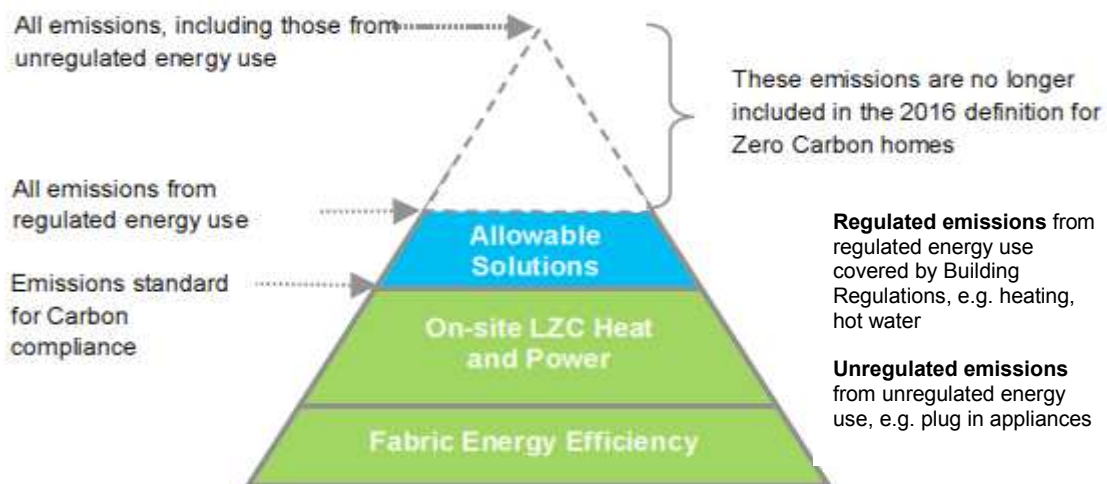 All emissions, including those from
unregulated energy use
These emissions are no longer
included in the 2016 definition for
Zero Carbon homes
All emissions from
regulated energy use
Allowable
Solutions
Regulated emissions from
regulated energy use
covered by Building
Regulations, e.g. heating,
hot water
Emissions standard
for Carbon
compliance
On-site LZC Heat
and Power
Unregulated emissions
from unregulated energy
use, e.g. plug in appliances
Fabric Energy Efficiency